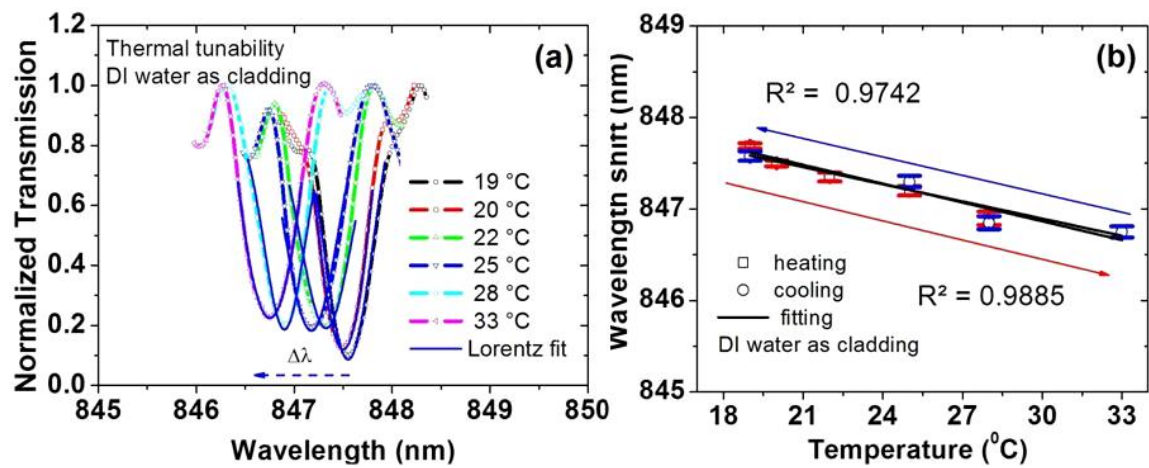 Thermal tunability
DI water as cladding
(a)
19 °C
20 °C
22 °C
25 °C
28 °C
33 °C
Lorentz fit
Δλ
Normalized Transmission
1.2
1.0
0.8
0.6
0.4
0.2
0.0
845 846 847 848 849 850
Wavelength (nm)
(b)
R² = 0.9742
R² = 0.9885
heating
cooling
fitting
DI water as cladding
Wavelength shift (nm)
849
848
847
846
845
18 21 24 27 30 33
Temperature (⁰C)